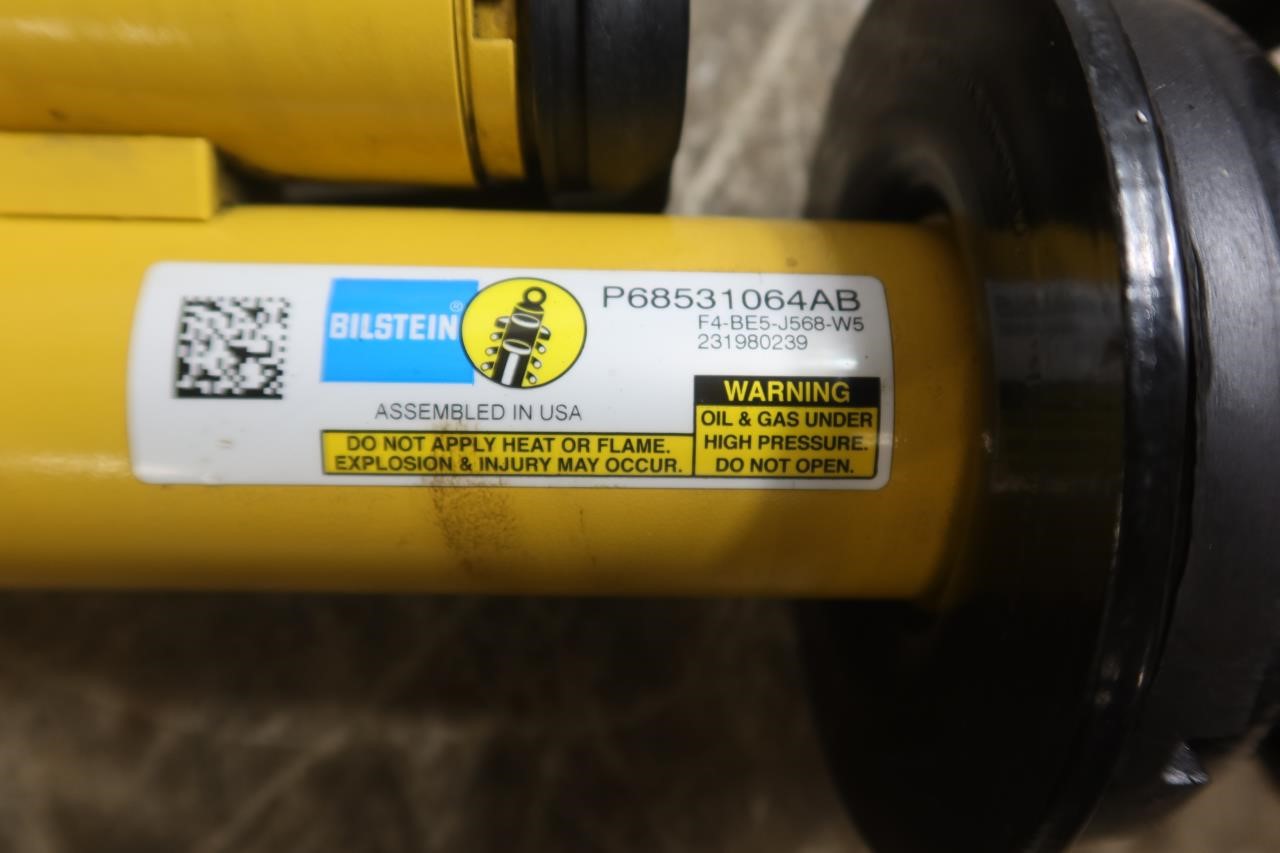 BILSTEIN®
P68531064AB
F4-BE5-J568-W5
231980239
ASSEMBLED IN USA
DO NOT APPLY HEAT OR FLAME.
EXPLOSION & INJURY MAY OCCUR.
WARNING
OIL & GAS UNDER
HIGH PRESSURE.
DO NOT OPEN.